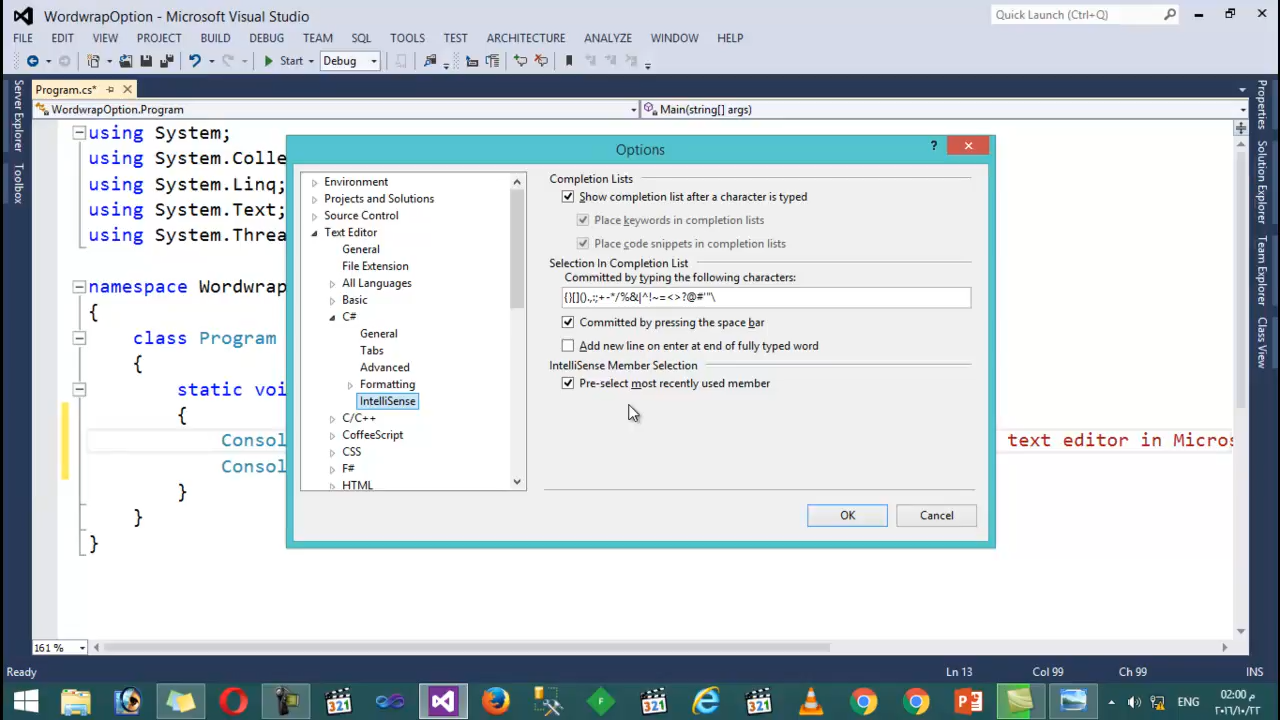 WordwrapOption - Microsoft Visual Studio
Quick Launch (Ctrl+Q)
FILE EDIT VIEW PROJECT BUILD DEBUG TEAM SQL TOOLS TEST ARCHITECTURE ANALYZE WINDOW HELP
Start Debug
Program.cs*
WordwrapOption.Program Main(string[] args)
Server Explorer
Toolbox
Properties
Solution Explorer
Team Explorer
Class View
using System;
using System.Colle
using System.Linq;
using System.Text;
using System.Threa
namespace Wordwrap
{
class Program
{
static voi
{
Consol text editor in Micros
Consol
}
}
}
Options
?
Environment
Projects and Solutions
Source Control
Text Editor
General
File Extension
All Languages
Basic
C#
General
Tabs
Advanced
Formatting
IntelliSense
C/C++
CoffeeScript
CSS
F#
HTML
Completion Lists
Show completion list after a character is typed
Place keywords in completion lists
Place code snippets in completion lists
Selection In Completion List
Committed by typing the following characters:
{}[]().,:;+-*/%&|^!~=<>?@#'"\
Committed by pressing the space bar
Add new line on enter at end of fully typed word
IntelliSense Member Selection
Pre-select most recently used member
OK Cancel
161 %
Ready Ln 13 Col 99 Ch 99 INS
321 321 321 F ENG
02:00 م
٢٠١٦/١٠/٢٢